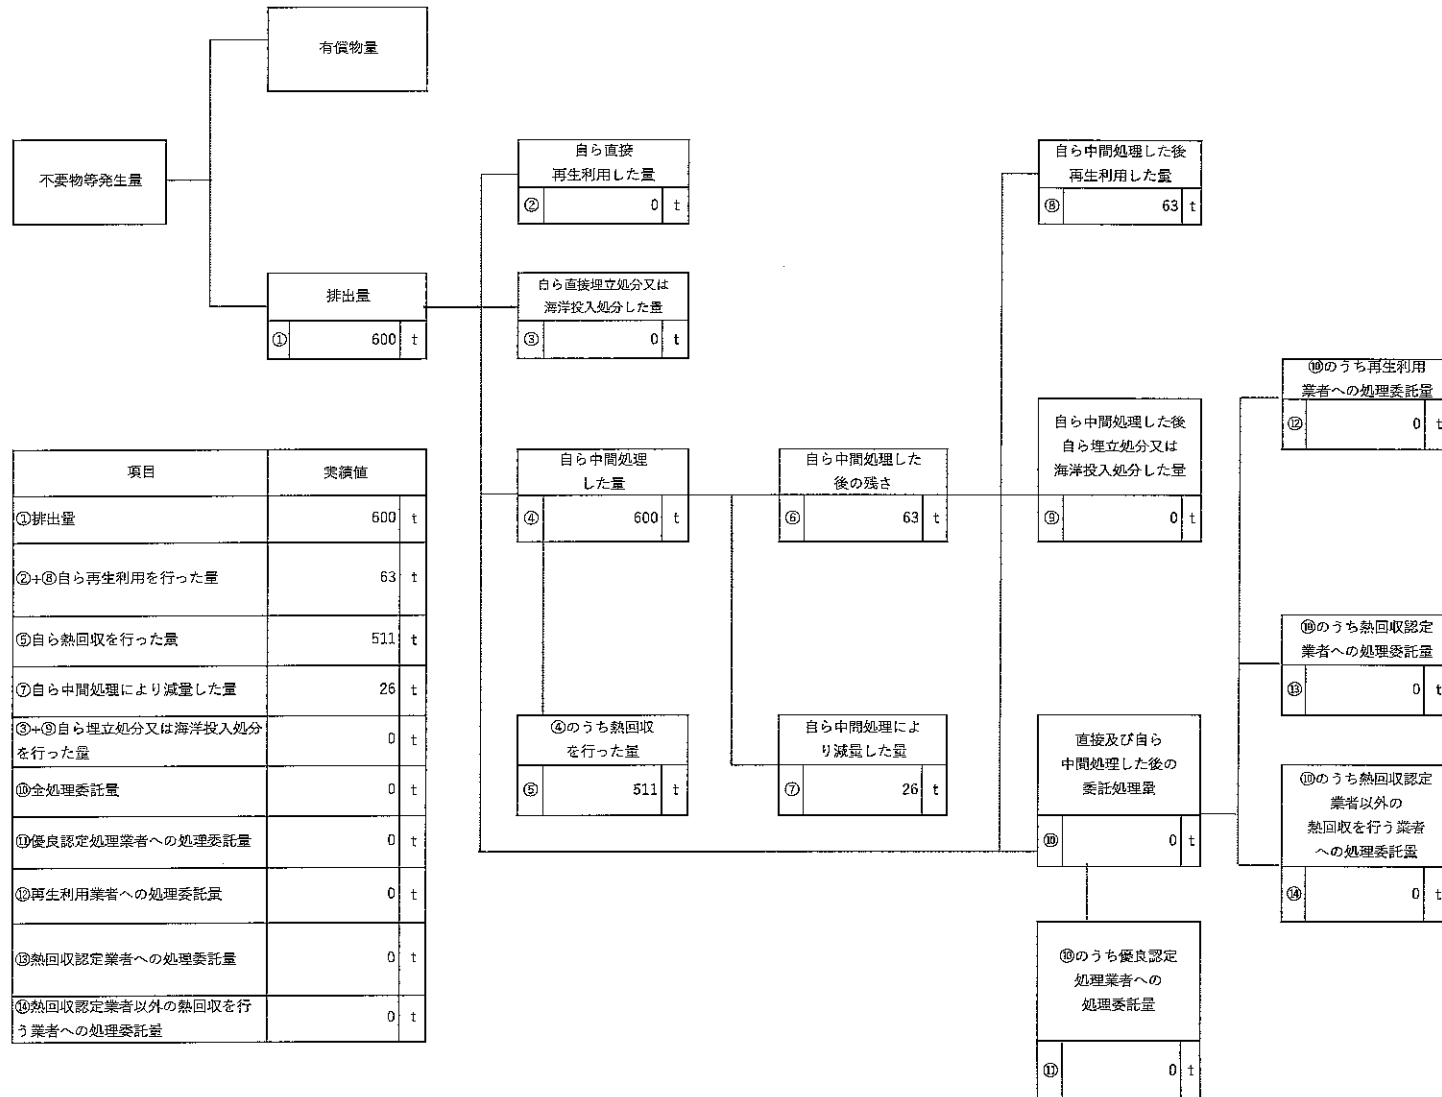 有償物量
不要物等発生量
排出量
① 600 t
自ら直接
再生利用した量
② 0 t
自ら直接埋立処分又は
海洋投入処分した量
③ 0 t
自ら中間処理
した量
④ 600 t
④のうち熱回収
を行った量
⑤ 511 t
自ら中間処理した
後の残さ
⑥ 63 t
自ら中間処理によ
り減量した量
⑦ 26 t
自ら中間処理した後
再生利用した量
⑧ 63 t
自ら中間処理した後
自ら埋立処分又は
海洋投入処分した量
⑨ 0 t
直接及び自ら
中間処理した後の
委託処理量
⑩ 0 t
⑩のうち優良認定
処理業者への
処理委託量
⑪ 0 t
⑩のうち再生利用
業者への処理委託量
⑫ 0 t
⑩のうち熱回収認定
業者への処理委託量
⑬ 0 t
⑩のうち熱回収認定
業者以外の
熱回収を行う業者
への処理委託量
⑭ 0 t
項目 実績値
①排出量 600 t
②+⑧自ら再生利用を行った量 63 t
⑤自ら熱回収を行った量 511 t
⑦自ら中間処理により減量した量 26 t
③+⑨自ら埋立処分又は海洋投入処分
を行った量 0 t
⑩全処理委託量 0 t
⑪優良認定処理業者への処理委託量 0 t
⑫再生利用業者への処理委託量 0 t
⑬熱回収認定業者への処理委託量 0 t
⑭熱回収認定業者以外の熱回収を行
う業者への処理委託量 0 t